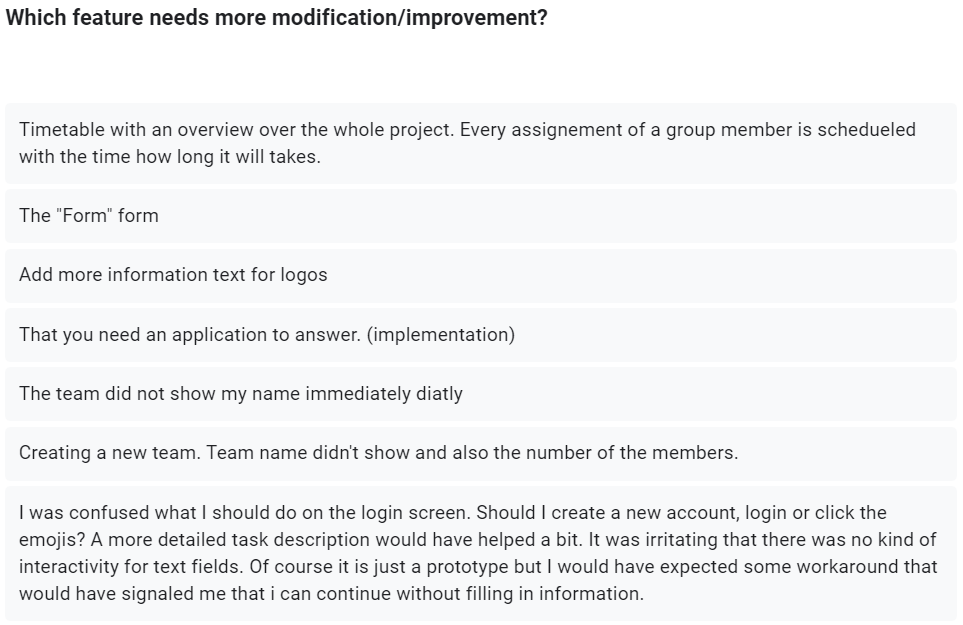 Which feature needs more modification/improvement?
Timetable with an overview over the whole project. Every assignement of a group member is schedueled
with the time how long it will takes.
The "Form" form
Add more information text for logos
That you need an application to answer. (implementation)
The team did not show my name immediately diatly
Creating a new team. Team name didn't show and also the number of the members.
I was confused what I should do on the login screen. Should I create a new account, login or click the
emojis? A more detailed task description would have helped a bit. It was irritating that there was no kind of
interactivity for text fields. Of course it is just a prototype but I would have expected some workaround that
would have signaled me that i can continue without filling in information.